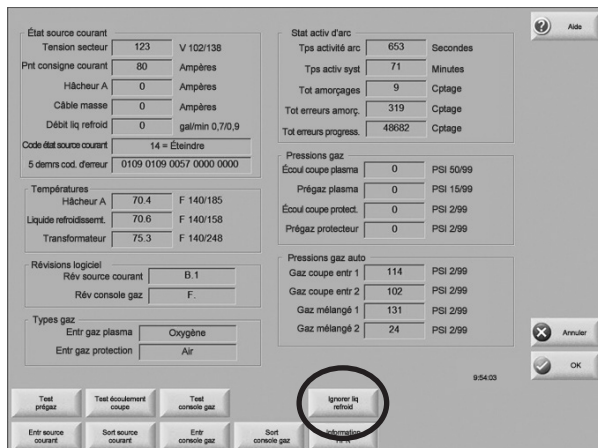 État source courant
Tension secteur 123 V 102/138
Pnt consigne courant 80 Ampères
Hâcheur A 0 Ampères
Câble masse 0 Ampères
Débit liq refroid 0 gal/min 0,7/0,9
Code état source courant 14 = Éteindre
5 demrs cod. d'erreur 0109 0109 0057 0000 0000
Températures
Hâcheur A 70.4 F 140/185
Liquide refroidissemt. 70.6 F 140/158
Transformateur 75.3 F 140/248
Révisions logiciel
Rév source courant B.1
Rév console gaz F.
Types gaz
Entr gaz plasma Oxygène
Entr gaz protection Air
Stat activ d'arc
Tps activité arc 653 Secondes
Tps activ syst 71 Minutes
Tot amorçages 9 Cptage
Tot erreurs amorç. 319 Cptage
Tot erreurs progress. 48682 Cptage
Pressions gaz
Écoul coupe plasma 0 PSI 50/99
Prégaz plasma 0 PSI 15/99
Écoul coupe protect. 0 PSI 2/99
Prégaz protecteur 0 PSI 2/99
Pressions gaz auto
Gaz coupe entr 1 114 PSI 2/99
Gaz coupe entr 2 102 PSI 2/99
Gaz mélangé 1 131 PSI 2/99
Gaz mélangé 2 24 PSI 2/99
Aide
Annuler
OK
9:54:03
Test prégaz
Test écoulement coupe
Test console gaz
Ignorer liq refroid
Entr source courant
Sort source courant
Entr console gaz
Sort console gaz
Information